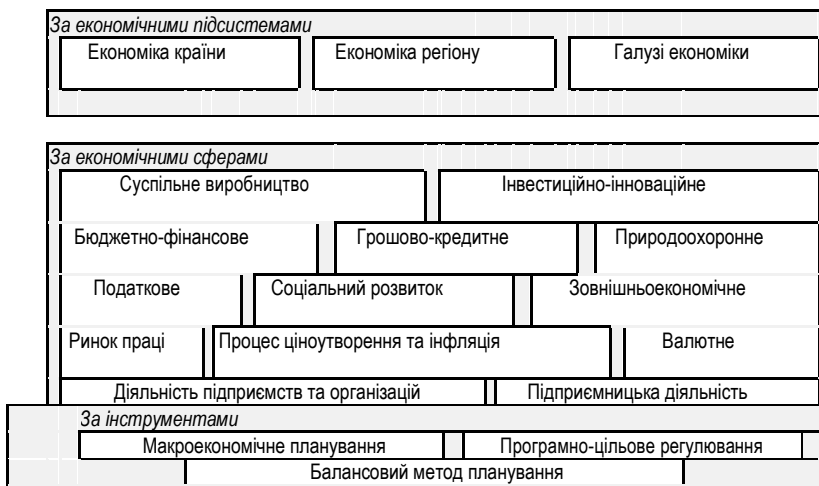 За економічними підсистемами
Економіка країни Економіка регіону Галузі економіки
За економічними сферами
Суспільне виробництво Інвестиційно-інноваційне
Бюджетно-фінансове Грошово-кредитне Природоохоронне
Податкове Соціальний розвиток Зовнішньоекономічне
Ринок праці Процес ціноутворення та інфляція Валютне
Діяльність підприємств та організацій Підприємницька діяльність
За інструментами
Макроекономічне планування Програмно-цільове регулювання
Балансовий метод планування